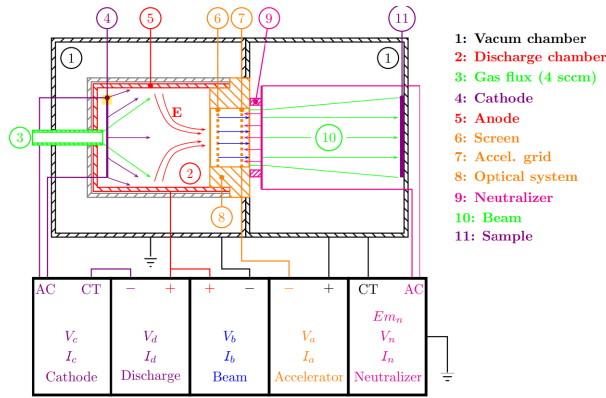 4 5 6 7 9 11
1 1
E
3 10
2
8
1: Vacum chamber
2: Discharge chamber
3: Gas flux (4 sccm)
4: Cathode
5: Anode
6: Screen
7: Accel. grid
8: Optical system
9: Neutralizer
10: Beam
11: Sample
AC CT − + + − − + CT AC
Em_n
V_c V_d V_b V_a V_n
I_c I_d I_b I_a I_n
Cathode Discharge Beam Accelerator Neutralizer